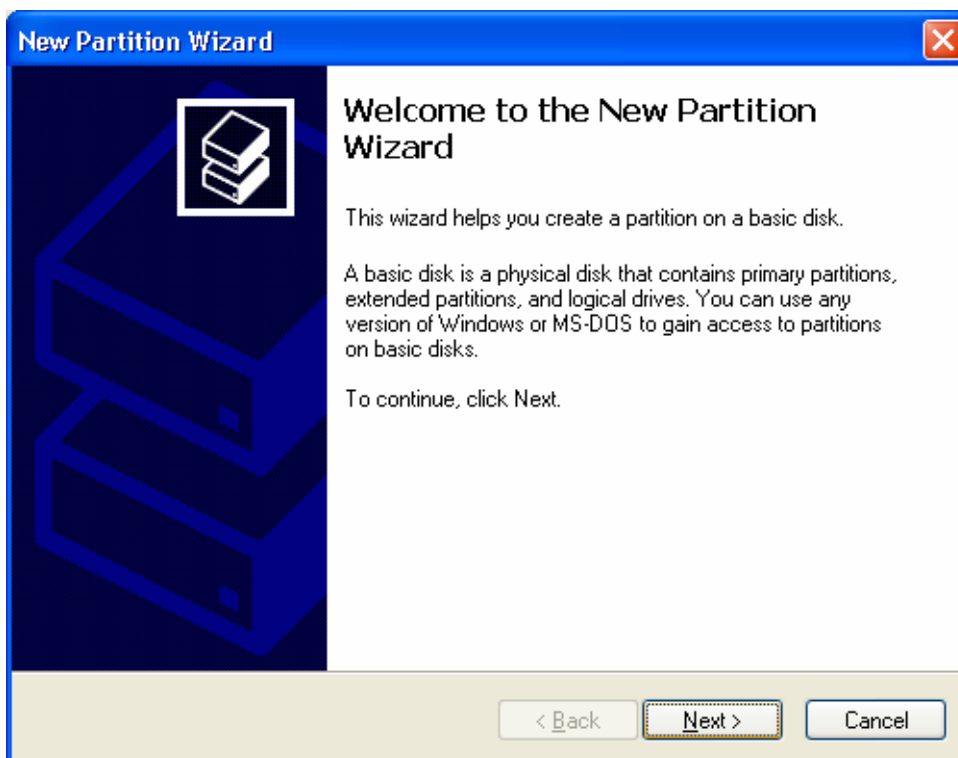 New Partition Wizard
Welcome to the New Partition
Wizard
This wizard helps you create a partition on a basic disk.
A basic disk is a physical disk that contains primary partitions,
extended partitions, and logical drives. You can use any
version of Windows or MS-DOS to gain access to partitions
on basic disks.
To continue, click Next.
< Back
Next >
Cancel